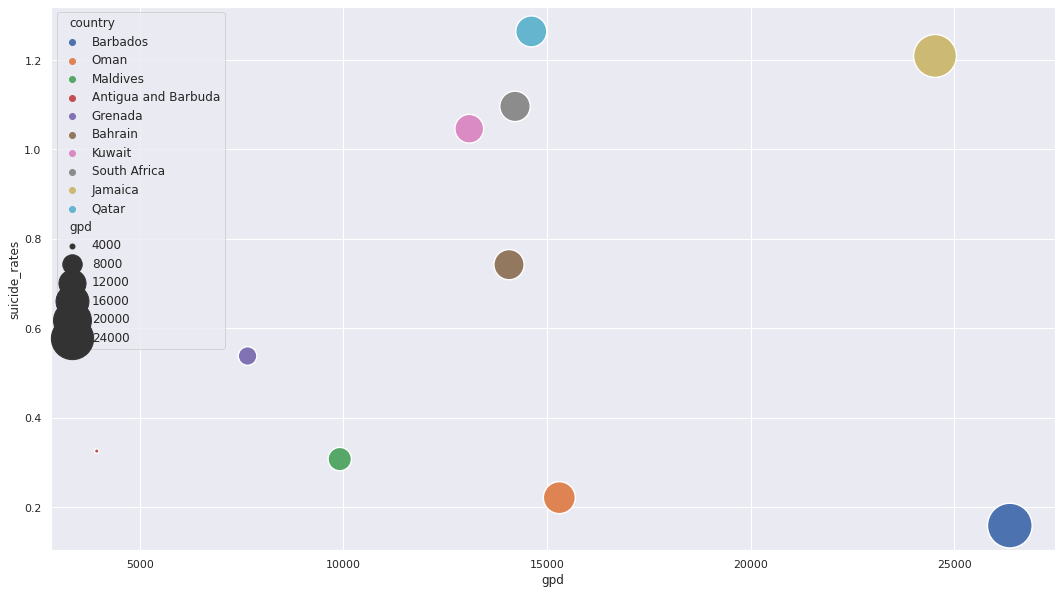 country
Barbados
Oman
Maldives
Antigua and Barbuda
Grenada
Bahrain
Kuwait
South Africa
Jamaica
Qatar
gpd
4000
8000
12000
16000
20000
24000
suicide_rates
1.2
1.0
0.8
0.6
0.4
0.2
5000 10000 15000 20000 25000
gpd